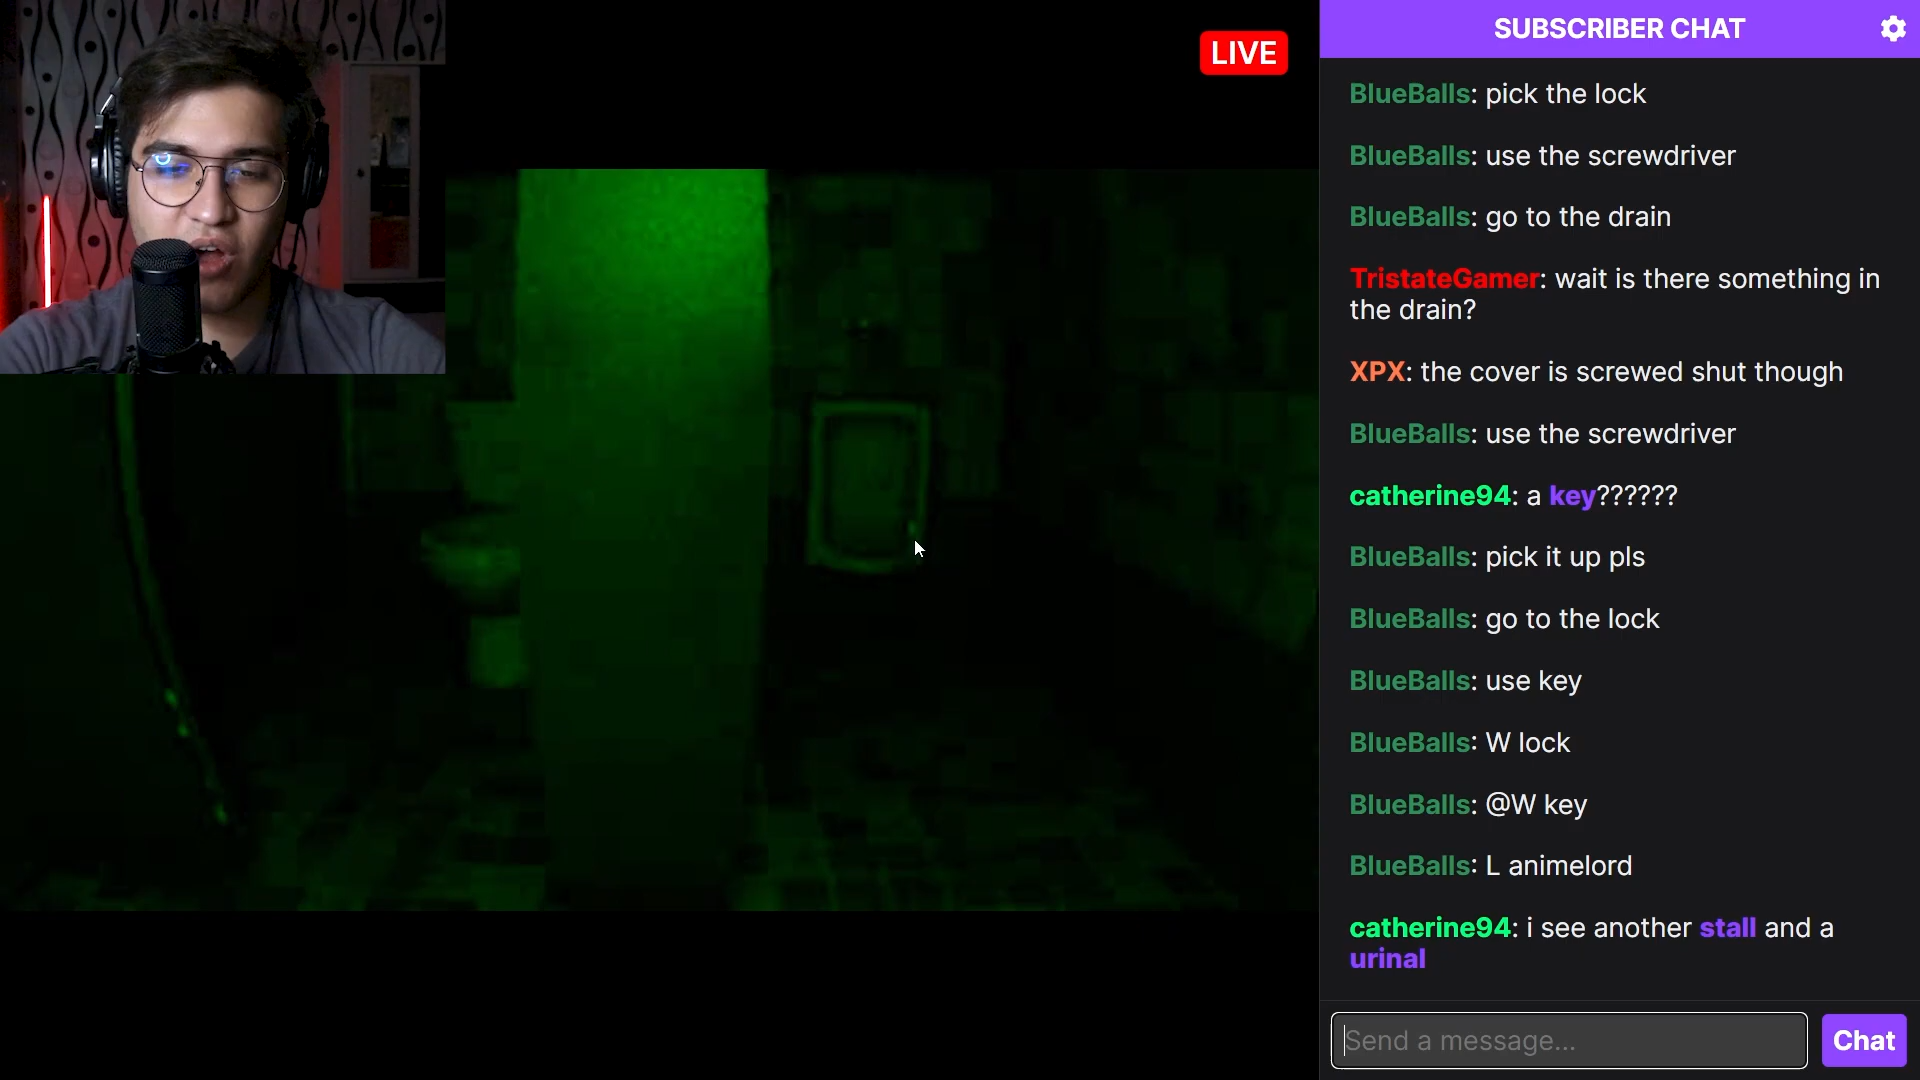 LIVE
SUBSCRIBER CHAT
BlueBalls: pick the lock
BlueBalls: use the screwdriver
BlueBalls: go to the drain
TristateGamer: wait is there something in
the drain?
XPX: the cover is screwed shut though
BlueBalls: use the screwdriver
catherine94: a key??????
BlueBalls: pick it up pls
BlueBalls: go to the lock
BlueBalls: use key
BlueBalls: W lock
BlueBalls: @W key
BlueBalls: L animelord
catherine94: i see another stall and a
urinal
Send a message...
Chat